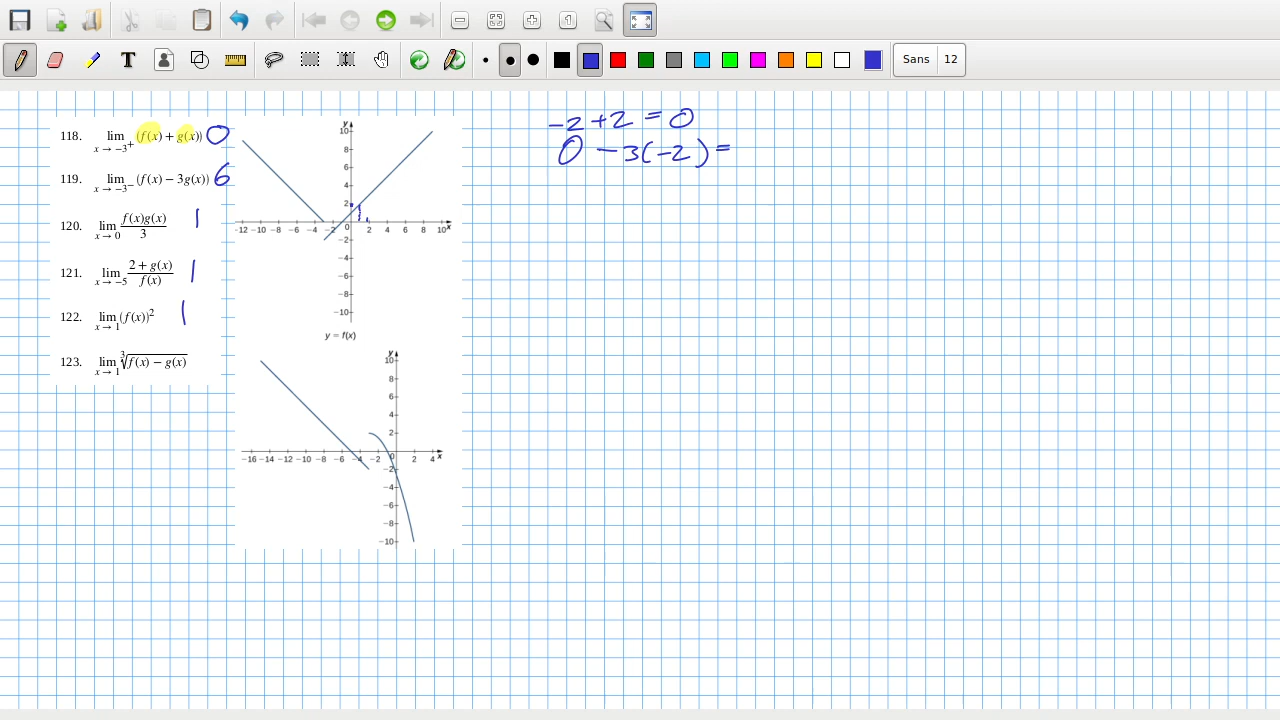 Sans 12
-2 + 2 = 0
0 - 3(-2) =
118. lim x → −3⁺ (f(x) + g(x)) 0
119. lim x → −3⁻ (f(x) − 3g(x)) 6
120. lim x → 0 f(x)g(x)/3 1
121. lim x → −5 (2 + g(x))/f(x) 1
122. lim x → 1 (f(x))² 1
123. lim x → 1 ∛(f(x) − g(x))
y
10
8
6
4
2
1
−12 −10 −8 −6 −4 −2 0 2 4 6 8 10 x
−2
−4
−6
−8
−10
y = f(x)
y
10
8
6
4
2
−16 −14 −12 −10 −8 −6 −4 −2 0 2 4 x
−2
−4
−6
−8
−10